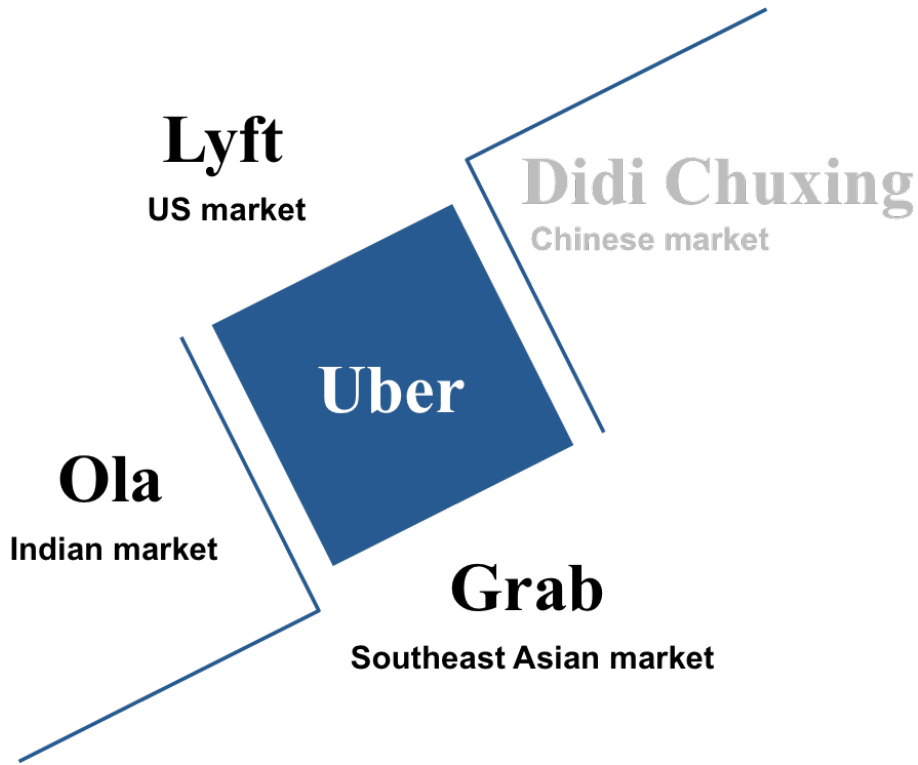 Lyft
US market
Didi Chuxing
Chinese market
Uber
Ola
Indian market
Grab
Southeast Asian market